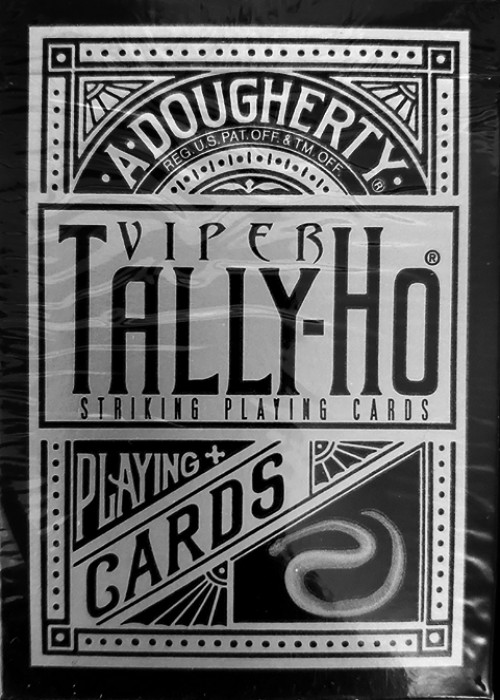 A. DOUGHERTY
REG. U.S. PAT. OFF. & T.M. OFF. ®
VIPER
TALLY-HO®
STRIKING PLAYING CARDS
PLAYING +
CARDS